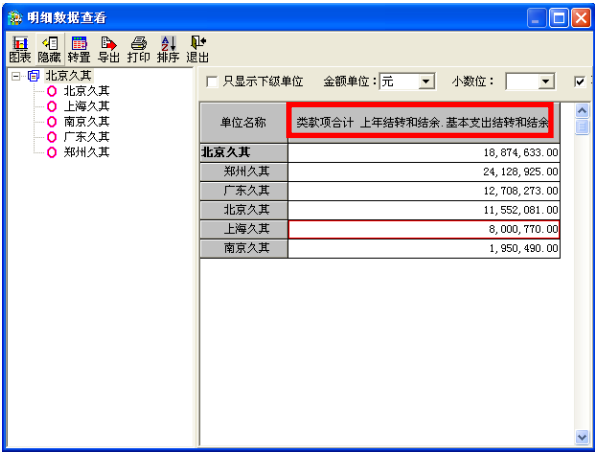 明细数据查看
图表 隐藏 转置 导出 打印 排序 退出
北京久其
北京久其
上海久其
南京久其
广东久其
郑州久其
只显示下级单位 金额单位：元 小数位：
单位名称 类款项合计 上年结转和结余.基本支出结转和结余
北京久其 18,874,633.00
郑州久其 24,128,925.00
广东久其 12,708,273.00
北京久其 11,552,081.00
上海久其 8,000,770.00
南京久其 1,950,490.00